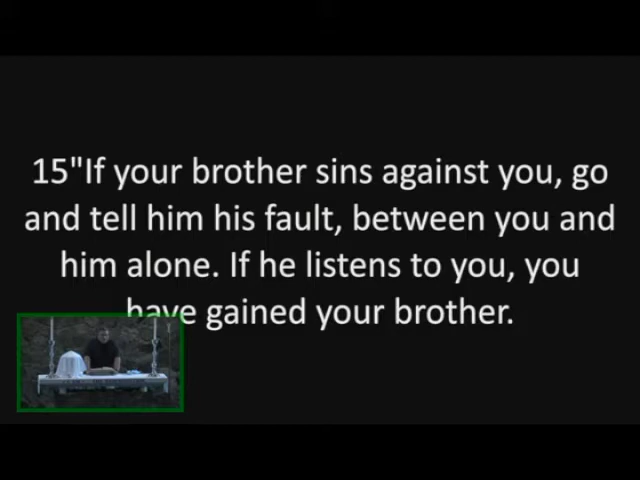 15"If your brother sins against you, go
and tell him his fault, between you and
him alone. If he listens to you, you
have gained your brother.